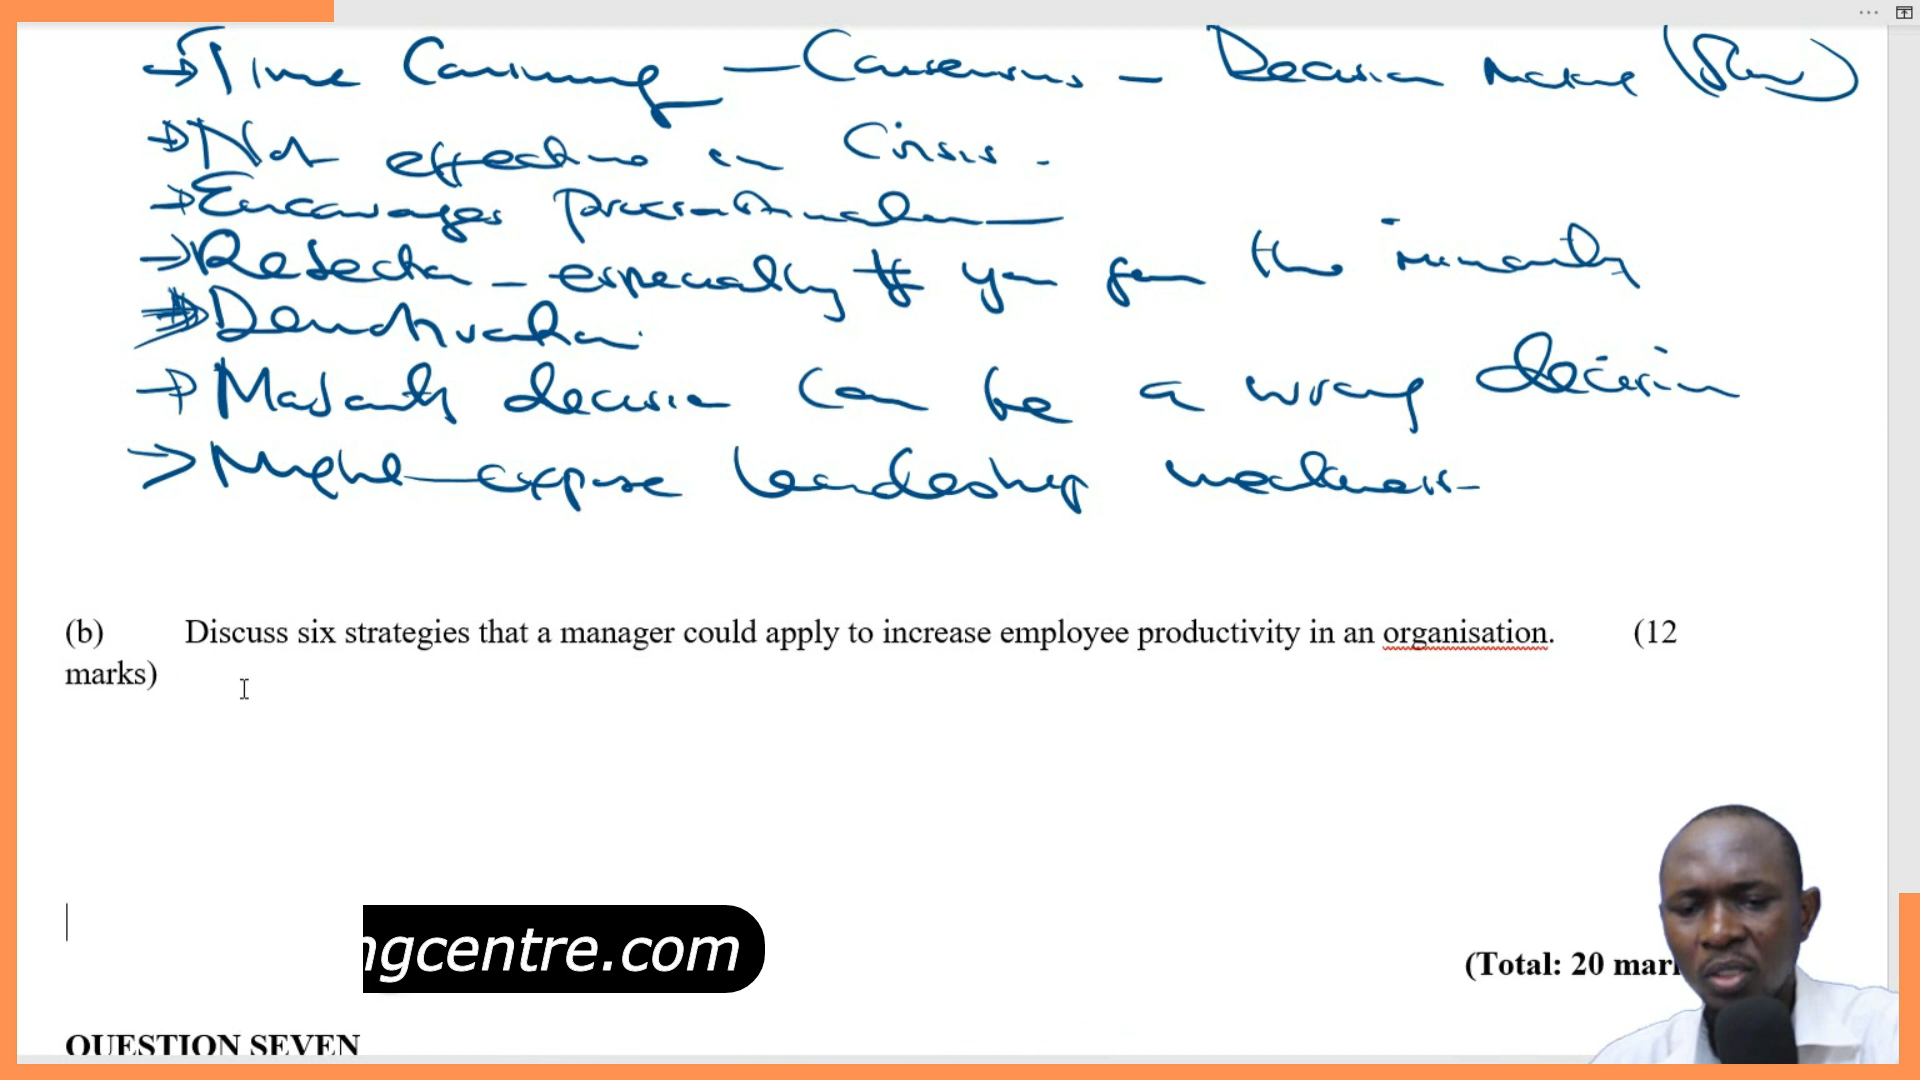 → Time Consuming – Consensus – Decision making (Slow)
→ Not effective in Crisis.
→ Encourages procrastination
→ Rejection – especially if you from the minority
→ Demotivation.
→ Majority decision can be a wrong decision
→ Might expose leadership weakness
(b) Discuss six strategies that a manager could apply to increase employee productivity in an organisation. (12
marks)
ngcentre.com
(Total: 20 mar
QUESTION SEVEN